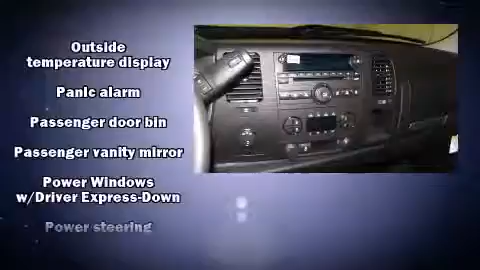 Outside
temperature display
Panic alarm
Passenger door bin
Passenger vanity mirror
Power Windows
w/Driver Express-Down
Power steering